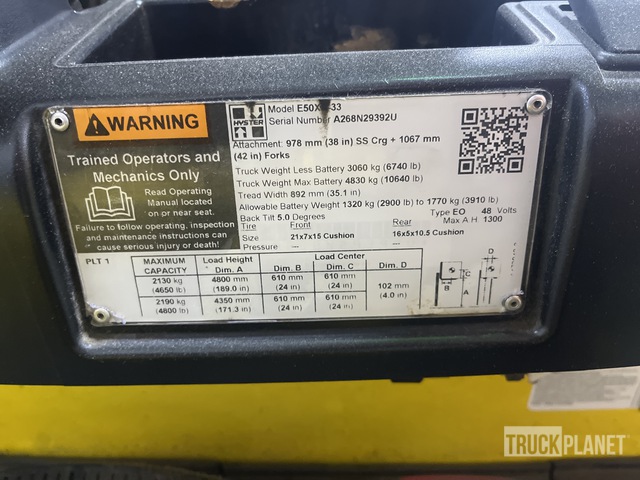 WARNING
Trained Operators and
Mechanics Only
Read Operating
Manual located
on or near seat.
Failure to follow operating, inspection
and maintenance instructions can
cause serious injury or death!
HYSTER
Model
Serial Number A268N29392U
Attachment: 978 mm (38 in) SS Crg + 1067 mm
(42 in) Forks
Truck Weight Less Battery 3060 kg (6740 lb)
Truck Weight Max Battery 4830 kg (10640 lb)
Tread Width 892 mm (35.1 in)
Allowable Battery Weight 1320 kg (2900 lb) to 1770 kg (3910 lb)
Back Tilt 5.0 Degrees Type EO 48 Volts
Tire Front Rear Max A.H. 1300
Size 21x7x15 Cushion 16x5x10.5 Cushion
Pressure --- ---
PLT 1
MAXIMUM CAPACITY Load Height Dim. A Load Center Dim. B Dim. C Dim. D
2130 kg 4800 mm 610 mm 610 mm
(4650 lb) (189.0 in) (24 in) (24 in) 102 mm
2190 kg 4350 mm 610 mm 610 mm (4.0 in)
(4800 lb) (171.3 in) (24 in) (24 in)
D
C
B A
TRUCKPLANET